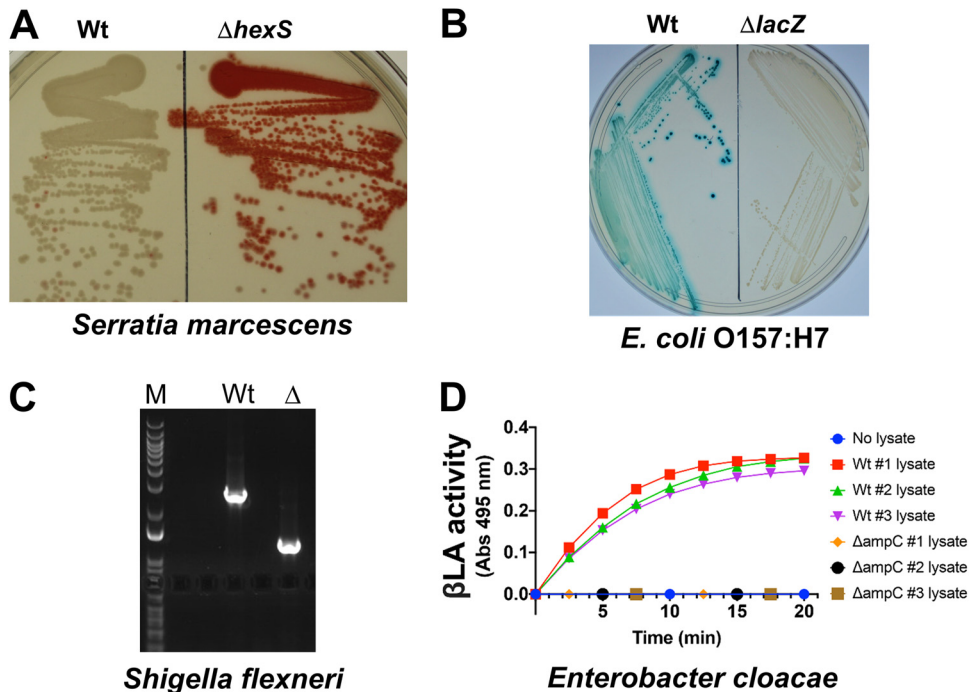 A
Wt ΔhexS
Serratia marcescens
B
Wt ΔlacZ
E. coli O157:H7
C
M Wt Δ
Shigella flexneri
D
βLA activity
(Abs 495 nm)
0.4
0.3
0.2
0.1
0.0
5 10 15 20
Time (min)
No lysate
Wt #1 lysate
Wt #2 lysate
Wt #3 lysate
ΔampC #1 lysate
ΔampC #2 lysate
ΔampC #3 lysate
Enterobacter cloacae